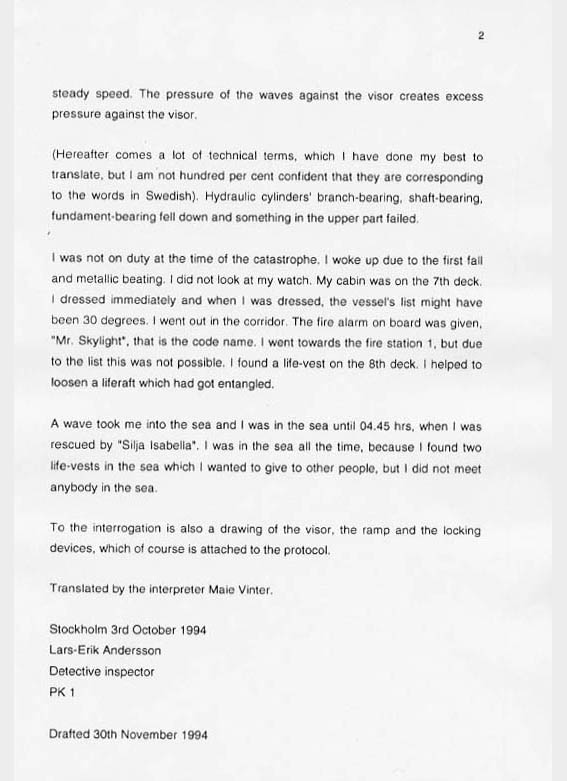 2
steady speed. The pressure of the waves against the visor creates excess
pressure against the visor.
(Hereafter comes a lot of technical terms, which I have done my best to
translate, but I am not hundred per cent confident that they are corresponding
to the words in Swedish). Hydraulic cylinders' branch-bearing, shaft-bearing,
fundament-bearing fell down and something in the upper part failed.
I was not on duty at the time of the catastrophe. I woke up due to the first fall
and metallic beating. I did not look at my watch. My cabin was on the 7th deck.
I dressed immediately and when I was dressed, the vessel's list might have
been 30 degrees. I went out in the corridor. The fire alarm on board was given,
"Mr. Skylight", that is the code name. I went towards the fire station 1, but due
to the list this was not possible. I found a life-vest on the 8th deck. I helped to
loosen a liferaft which had got entangled.
A wave took me into the sea and I was in the sea until 04.45 hrs, when I was
rescued by "Silja Isabella". I was in the sea all the time, because I found two
life-vests in the sea which I wanted to give to other people, but I did not meet
anybody in the sea.
To the interrogation is also a drawing of the visor, the ramp and the locking
devices, which of course is attached to the protocol.
Translated by the interpreter Maie Vinter.
Stockholm 3rd October 1994
Lars-Erik Andersson
Detective inspector
PK 1
Drafted 30th November 1994